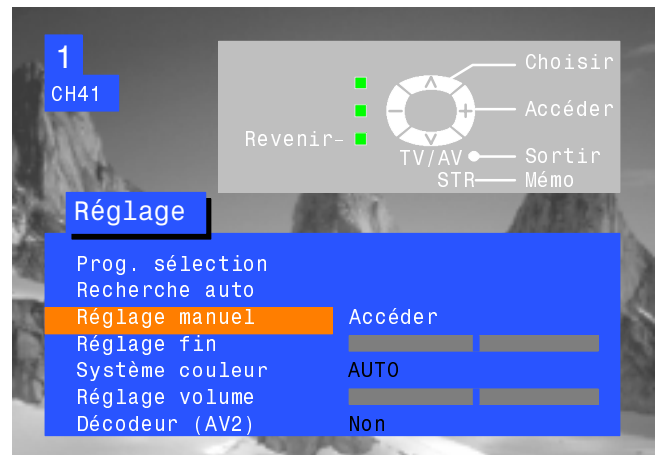 1
CH41
Choisir
Accéder
Revenir
TV/AV Sortir
STR Mémo
Réglage
Prog. sélection
Recherche auto
Réglage manuel Accéder
Réglage fin
Système couleur AUTO
Réglage volume
Décodeur (AV2) Non